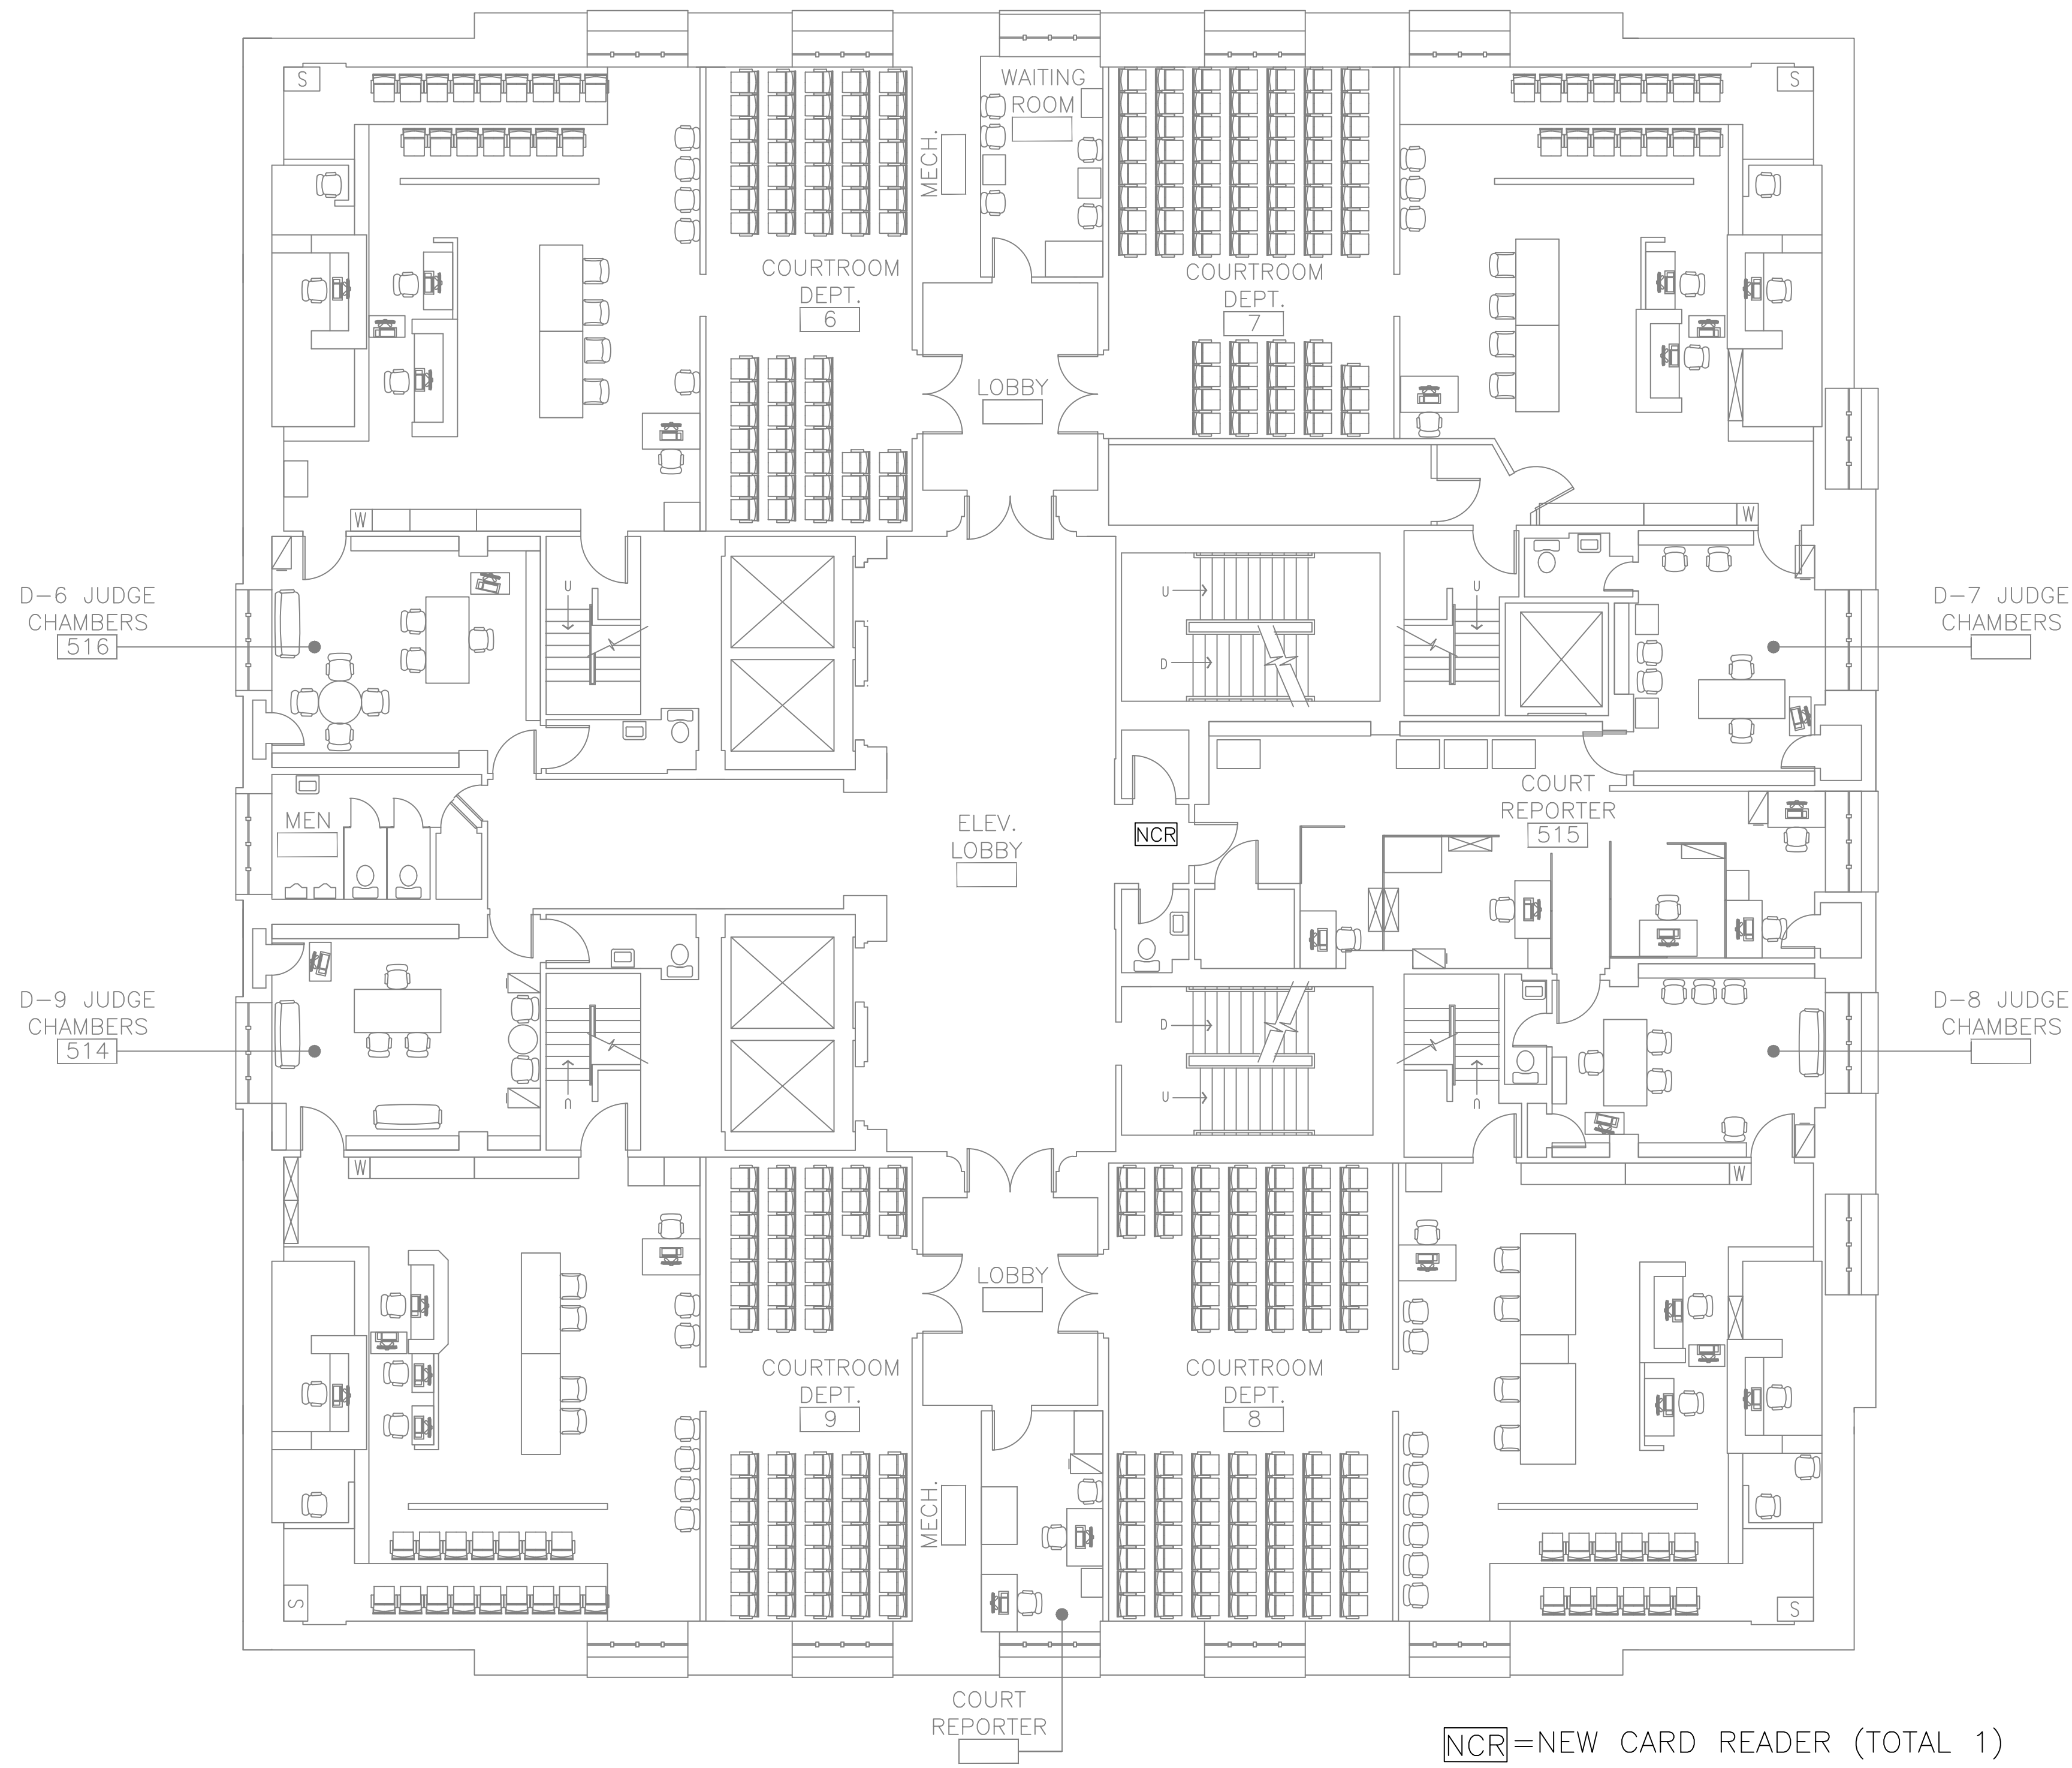 S
WAITING
ROOM
S
MECH.
COURTROOM
DEPT.
6
COURTROOM
DEPT.
7
LOBBY
W
W
D-6 JUDGE
CHAMBERS
516
U
U
D
U
D-7 JUDGE
CHAMBERS
MEN
ELEV.
LOBBY
NCR
COURT
REPORTER
515
D-9 JUDGE
CHAMBERS
514
U
D
U
U
D-8 JUDGE
CHAMBERS
W
W
LOBBY
COURTROOM
DEPT.
9
COURTROOM
DEPT.
8
MECH.
S
S
COURT
REPORTER
NCR=NEW CARD READER (TOTAL 1)